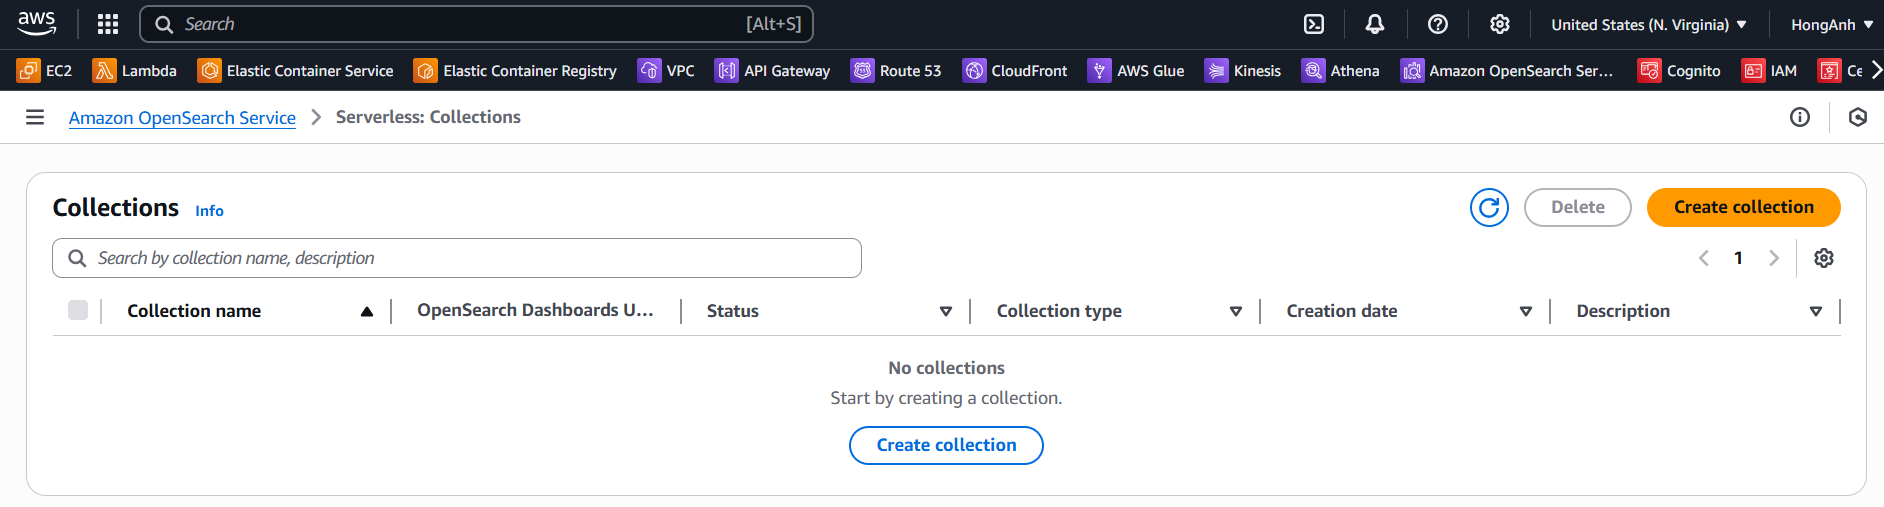 aws Search [Alt+S] United States (N. Virginia) HongAnh
EC2 Lambda Elastic Container Service Elastic Container Registry VPC API Gateway Route 53 CloudFront AWS Glue Kinesis Athena Amazon OpenSearch Ser... Cognito IAM Ce
Amazon OpenSearch Service Serverless: Collections
Collections Info Delete Create collection
Search by collection name, description 1
Collection name OpenSearch Dashboards U... Status Collection type Creation date Description
No collections
Start by creating a collection.
Create collection